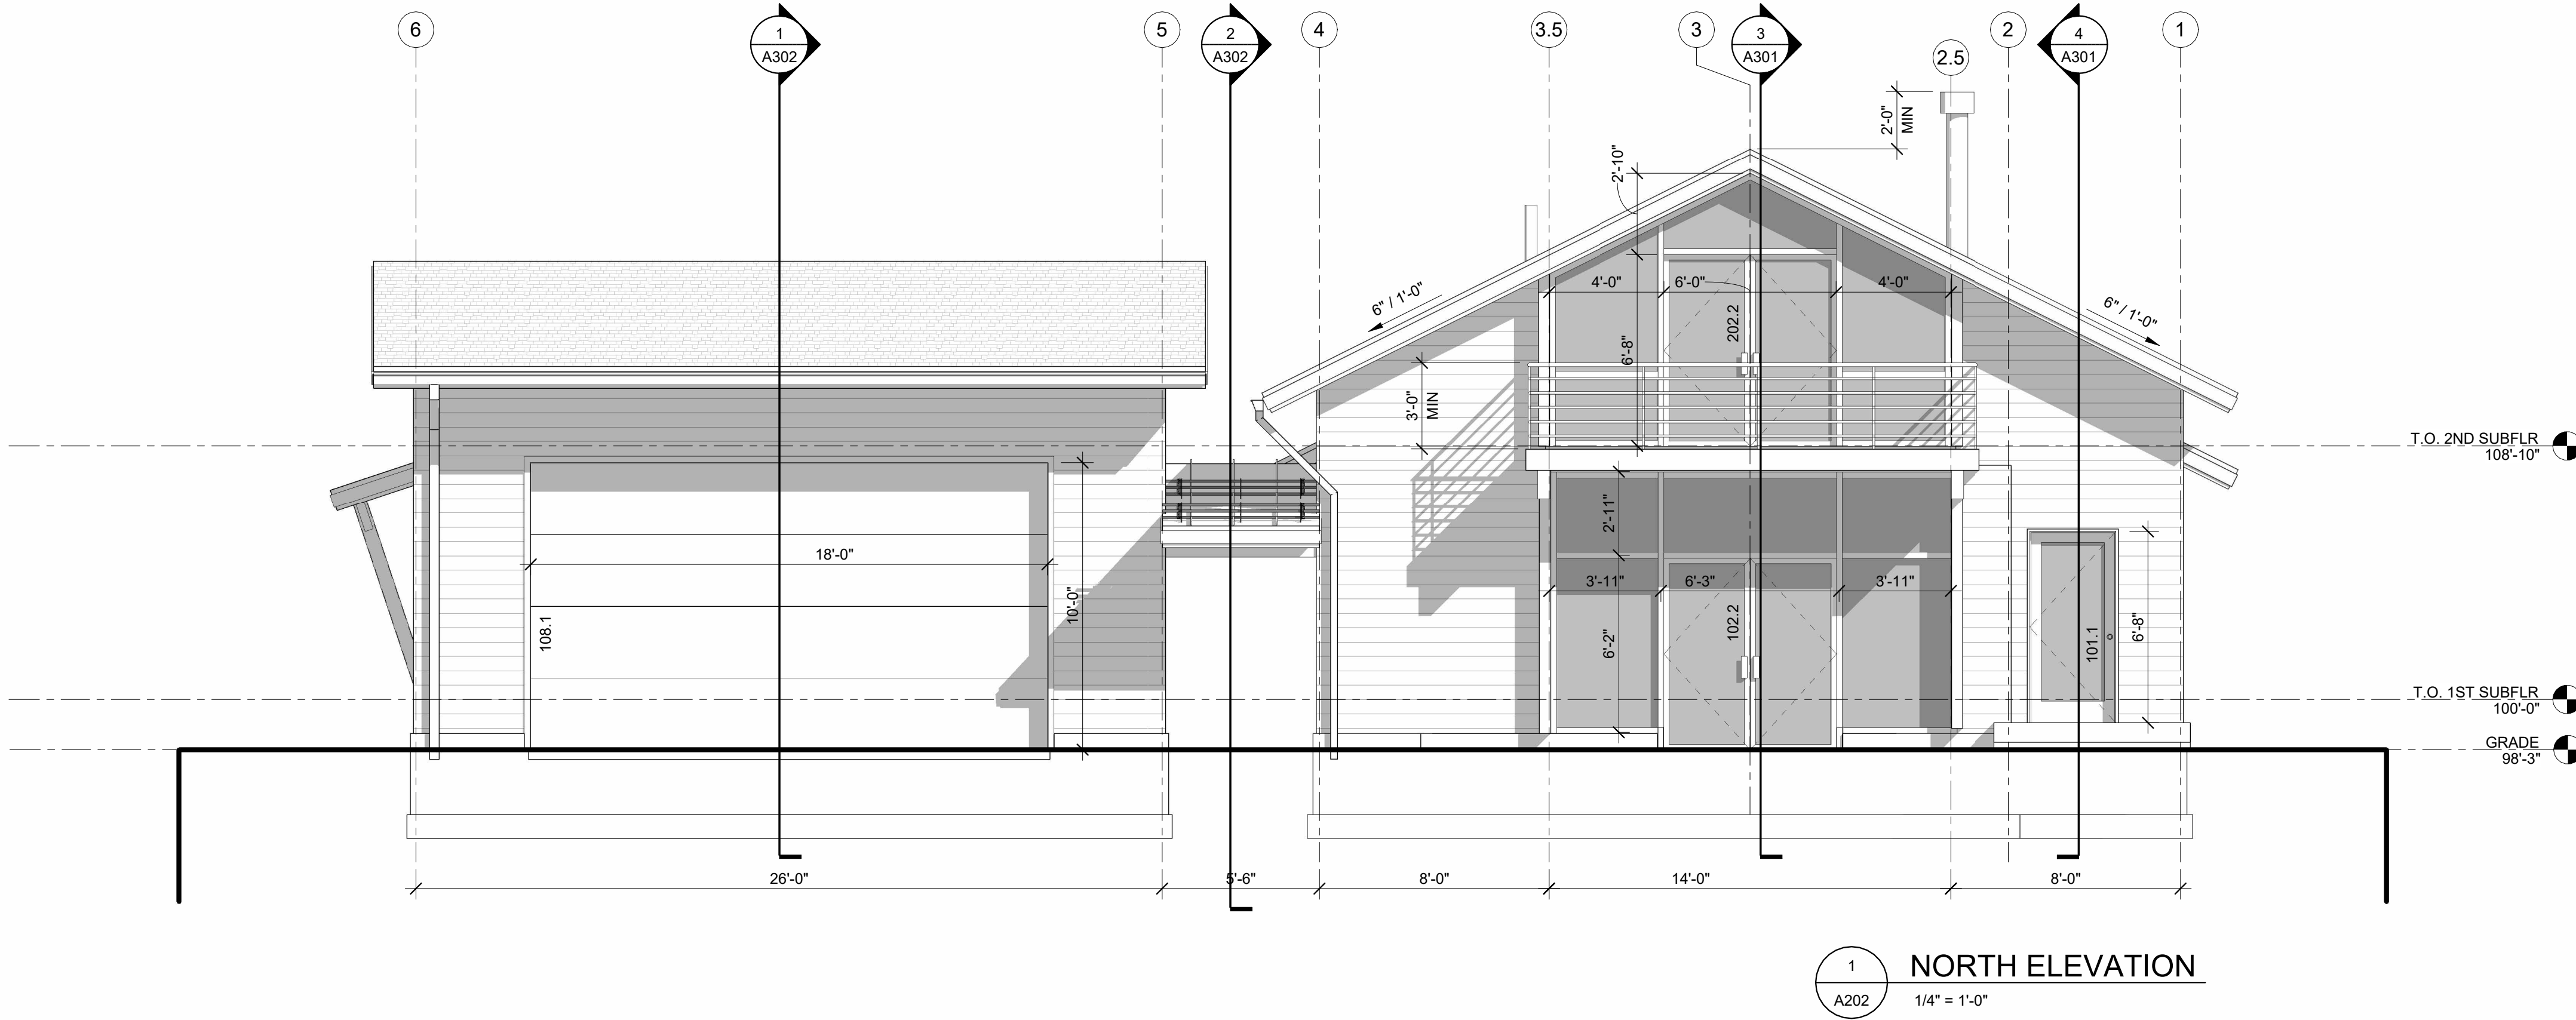 6
1
A302
5
2
A302
4
3.5
3
3
A301
2.5
2
4
A301
1
2'-0"
MIN
2'-10"
6" / 1'-0"
4'-0"
6'-0"
4'-0"
6" / 1'-0"
202.2
6'-8"
3'-0"
MIN
T.O. 2ND SUBFLR
108'-10"
2'-11"
18'-0"
3'-11"
6'-3"
3'-11"
10'-0"
108.1
102.2
6'-2"
101.1
6'-8"
T.O. 1ST SUBFLR
100'-0"
GRADE
98'-3"
26'-0"
5'-6"
8'-0"
14'-0"
8'-0"
1
A202
NORTH ELEVATION
1/4" = 1'-0"